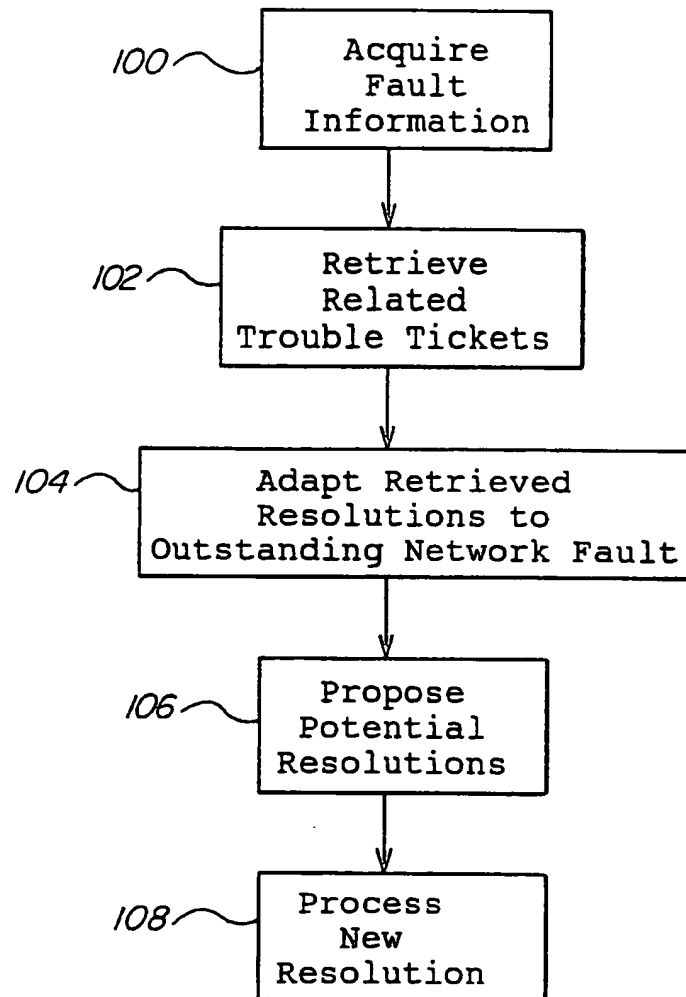 100
Acquire
Fault
Information
102
Retrieve
Related
Trouble Tickets
104
Adapt Retrieved
Resolutions to
Outstanding Network Fault
106
Propose
Potential
Resolutions
108
Process
New
Resolution